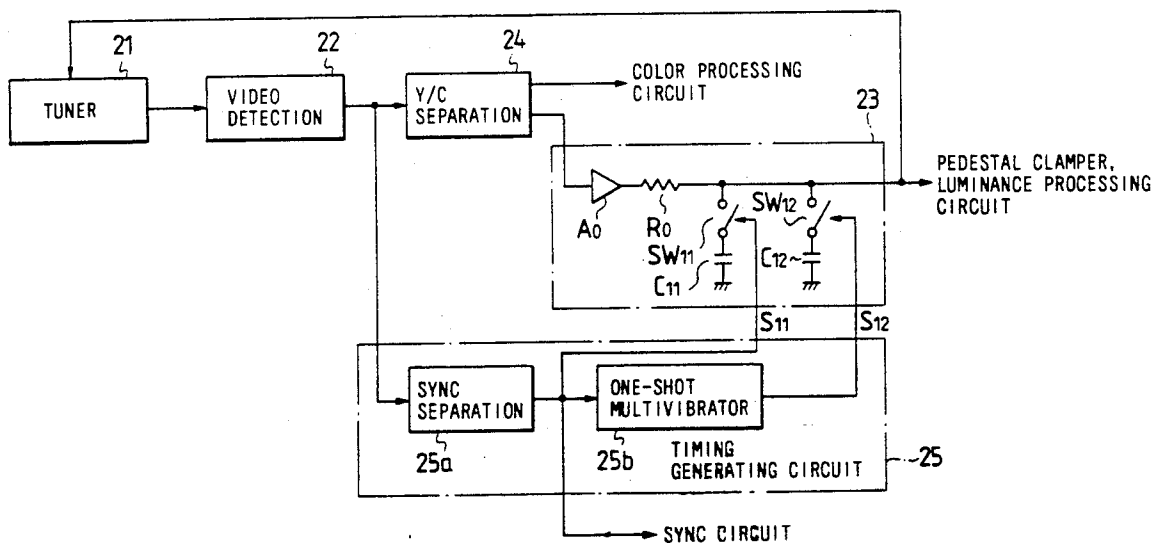 21
22
24
TUNER
VIDEO
DETECTION
Y/C
SEPARATION
COLOR PROCESSING
CIRCUIT
23
PEDESTAL CLAMPER,
LUMINANCE PROCESSING
CIRCUIT
A0
R0
SW11
C11
SW12
C12
S11
S12
SYNC
SEPARATION
25a
ONE-SHOT
MULTIVIBRATOR
25b
TIMING
GENERATING CIRCUIT
25
SYNC CIRCUIT